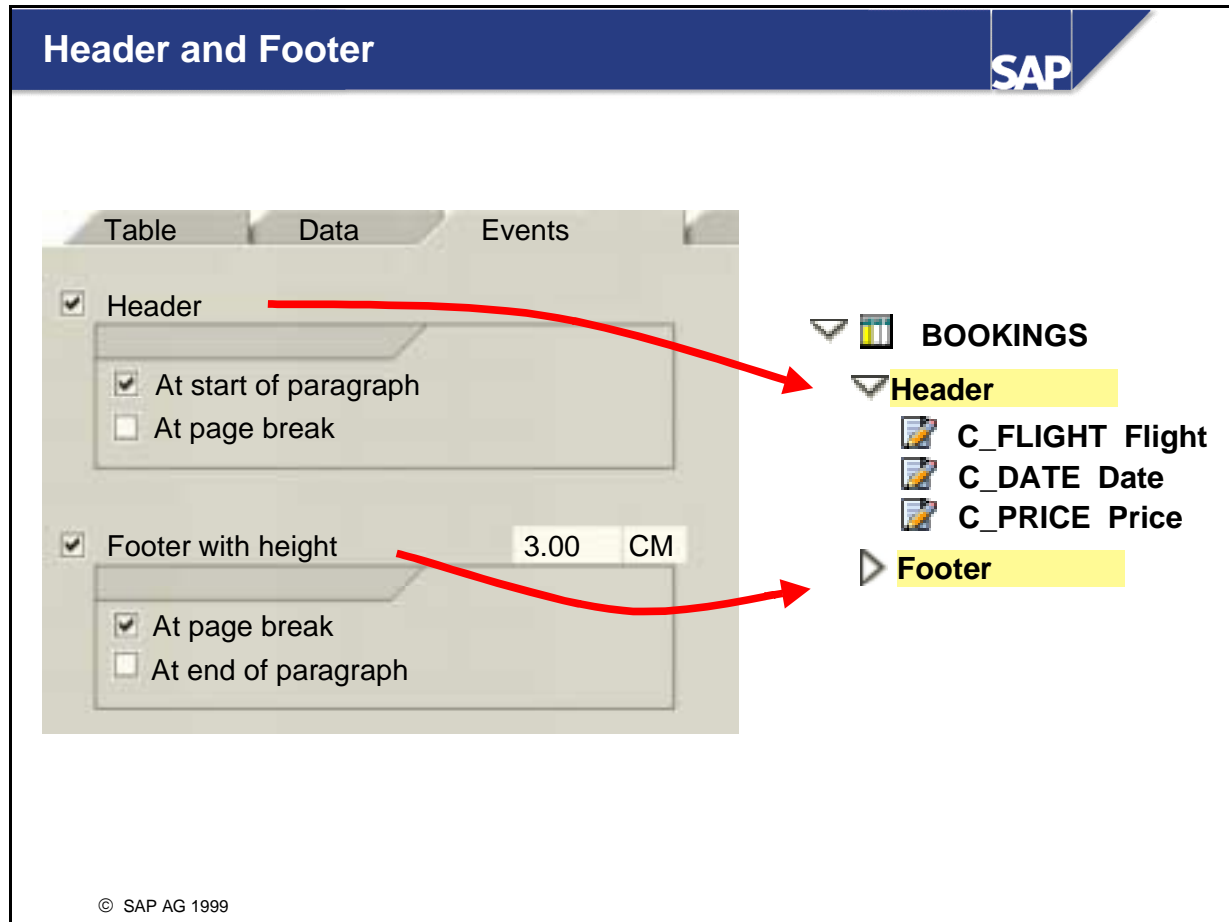 Header and Footer
SAP
Table Data Events
Header
At start of paragraph
At page break
Footer with height 3.00 CM
At page break
At end of paragraph
BOOKINGS
Header
C_FLIGHT Flight
C_DATE Date
C_PRICE Price
Footer
© SAP AG 1999